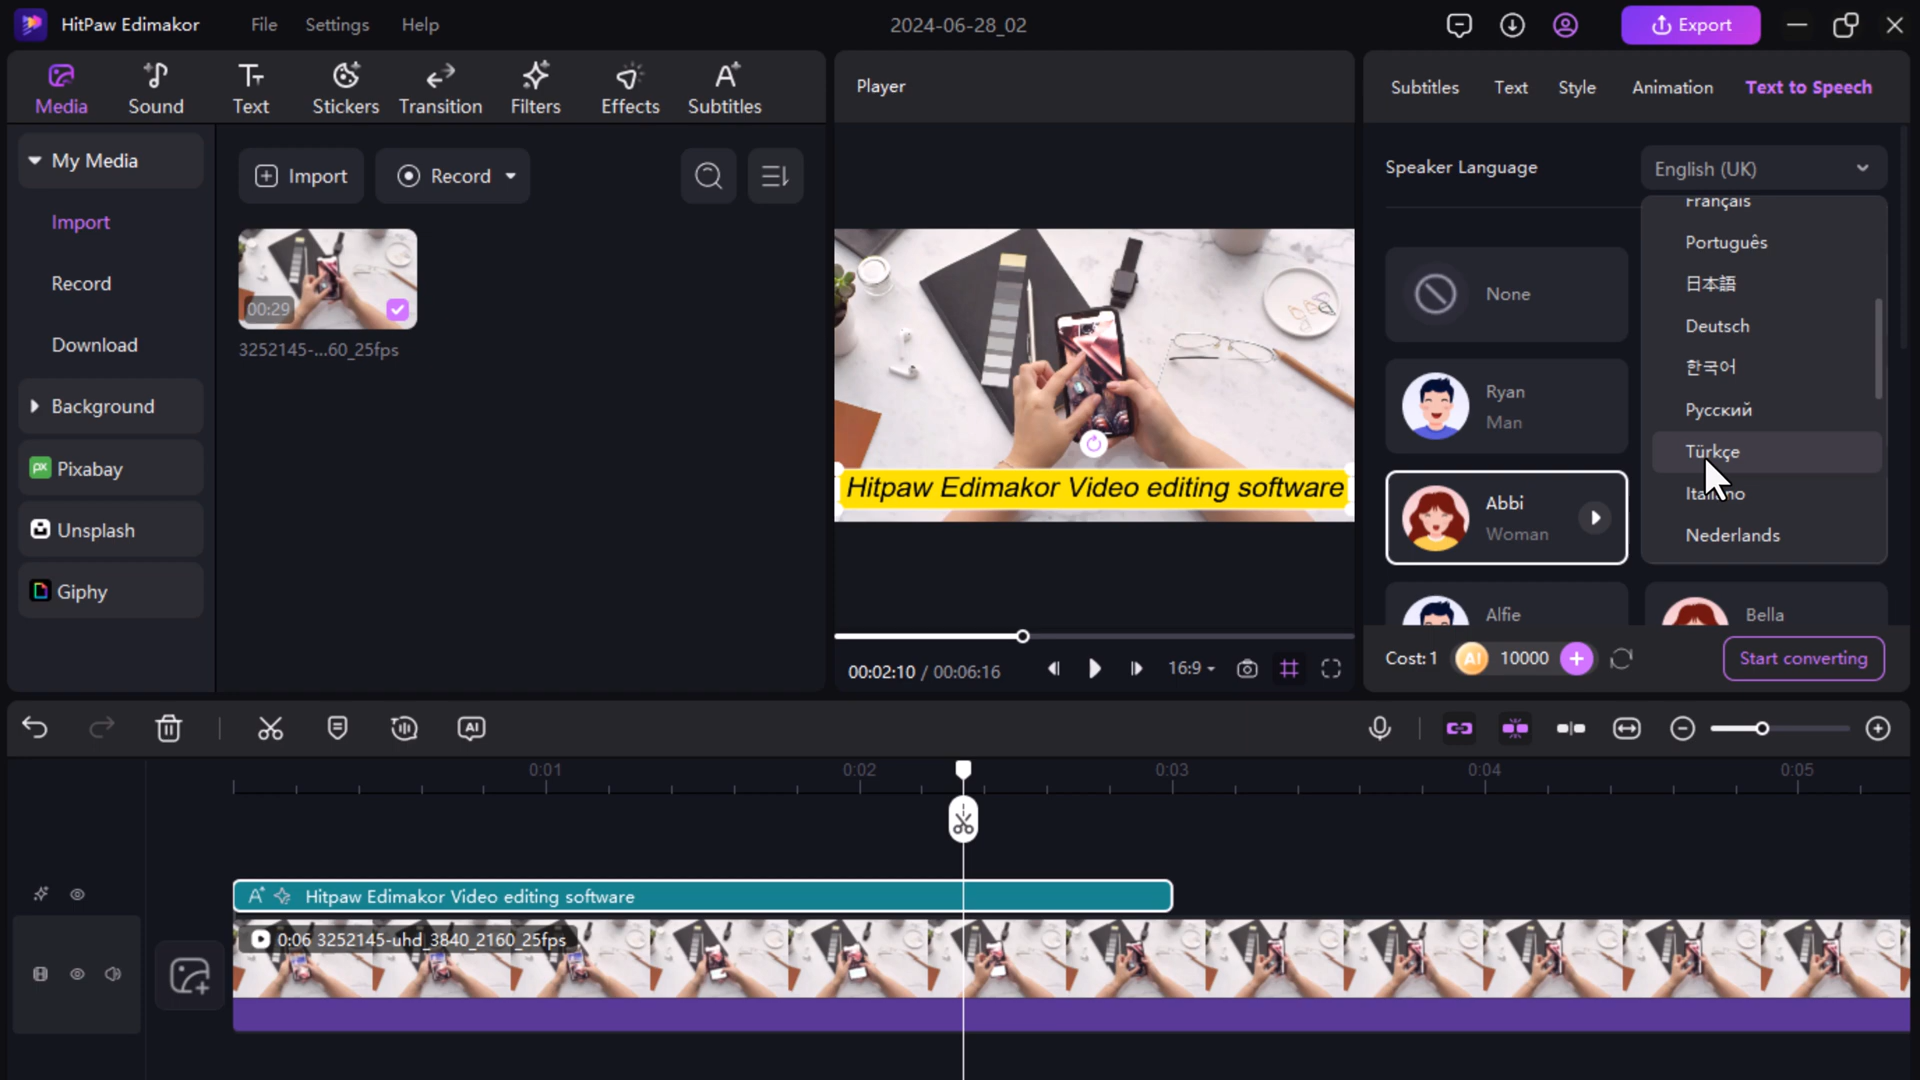 HitPaw Edimakor
File
Settings
Help
2024-06-28_02
Export
Media
Sound
Text
Stickers
Transition
Filters
Effects
Subtitles
Player
Subtitles
Text
Style
Animation
Text to Speech
My Media
Import
Record
Download
Background
Pixabay
Unsplash
Giphy
Import
Record
00:29
3252145-...60_25fps
Hitpaw Edimakor Video editing software
00:02:10 / 00:06:16
16:9
Speaker Language
English (UK)
Français
Português
日本語
Deutsch
한국어
Русский
Türkçe
Nederlands
None
Ryan
Man
Abbi
Woman
Alfie
Bella
Cost:1
AI
10000
Start converting
AI
0:01
0:02
0:03
0:04
0:05
Hitpaw Edimakor Video editing software
0:06 3252145-uhd_3840_2160_25fps